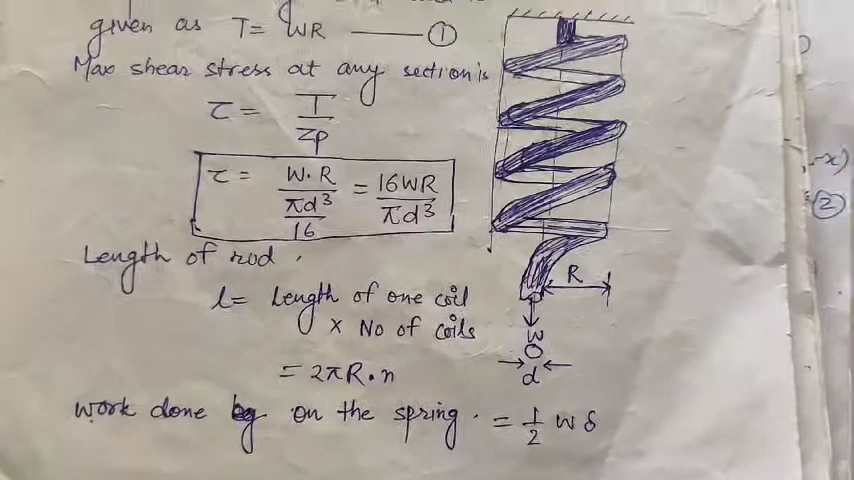 given as T = WR ——— ①
Max shear stress at any section is
τ = T / Zp
τ = W·R / (πd³/16) = 16WR / πd³
Length of rod ,
l = Length of one coil
× No of coils
= 2πR·n
Work done on the spring. = 1/2 W δ
R
W
d
-x)
②